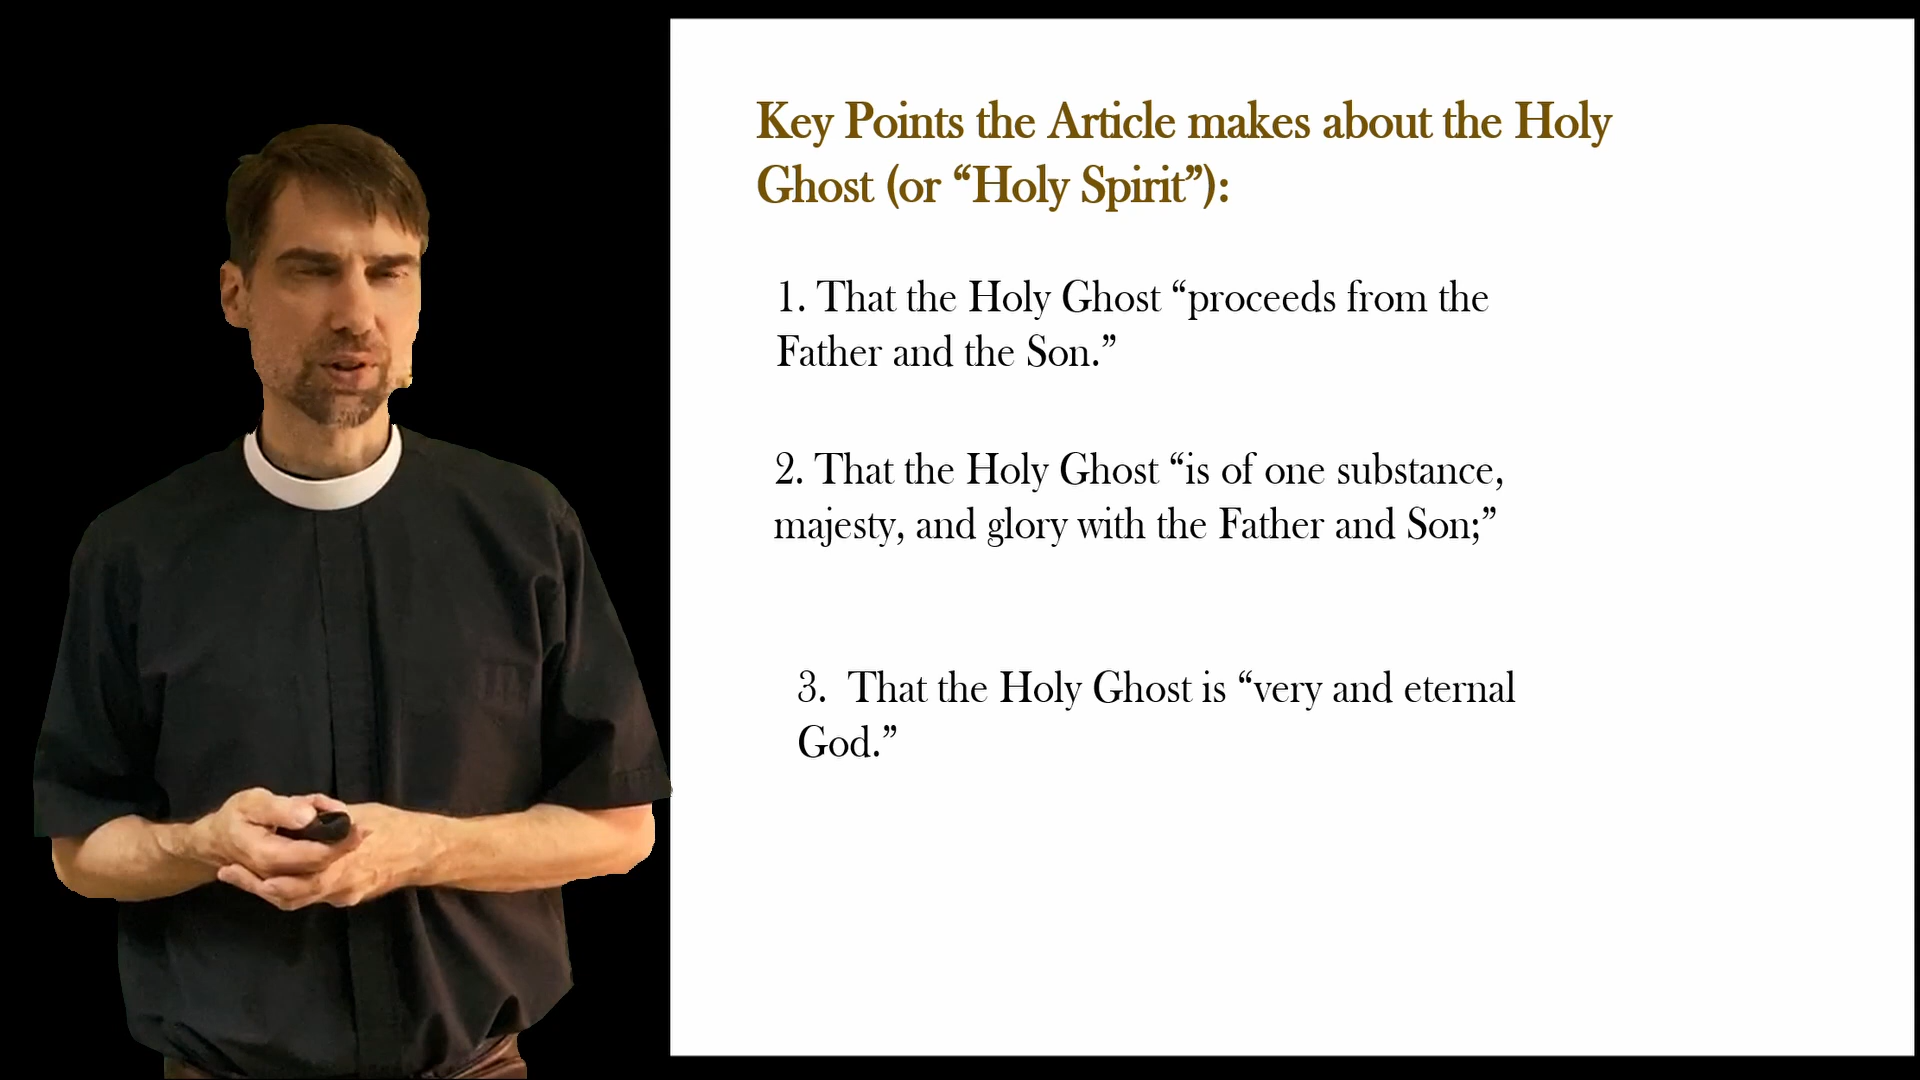 Key Points the Article makes about the Holy
Ghost (or “Holy Spirit”):
1. That the Holy Ghost “proceeds from the
Father and the Son.”
2. That the Holy Ghost “is of one substance,
majesty, and glory with the Father and Son;”
3.  That the Holy Ghost is “very and eternal
God.”